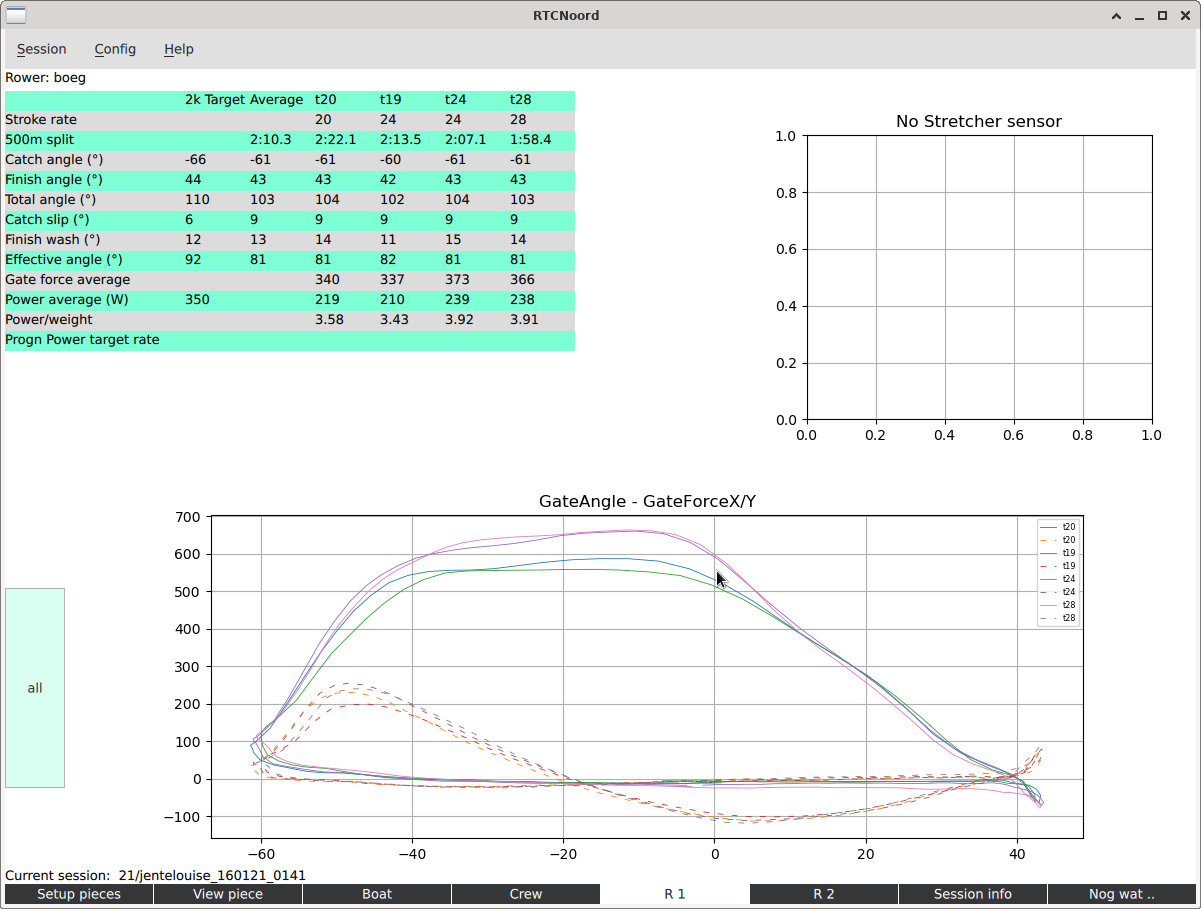 RTCNoord
Session Config Help
Rower: boeg
2k Target Average t20 t19 t24 t28
Stroke rate 20 24 24 28
500m split 2:10.3 2:22.1 2:13.5 2:07.1 1:58.4
Catch angle (°) -66 -61 -61 -60 -61 -61
Finish angle (°) 44 43 43 42 43 43
Total angle (°) 110 103 104 102 104 103
Catch slip (°) 6 9 9 9 9 9
Finish wash (°) 12 13 14 11 15 14
Effective angle (°) 92 81 81 82 81 81
Gate force average 340 337 373 366
Power average (W) 350 219 210 239 238
Power/weight 3.58 3.43 3.92 3.91
Progn Power target rate
No Stretcher sensor
1.0
0.8
0.6
0.4
0.2
0.0
0.0 0.2 0.4 0.6 0.8 1.0
GateAngle - GateForceX/Y
700
600
500
400
300
200
100
0
−100
−60 −40 −20 0 20 40
t20
t20
t19
t19
t24
t24
t28
t28
all
Current session: 21/jentelouise_160121_0141
Setup pieces View piece Boat Crew R 1 R 2 Session info Nog wat ..